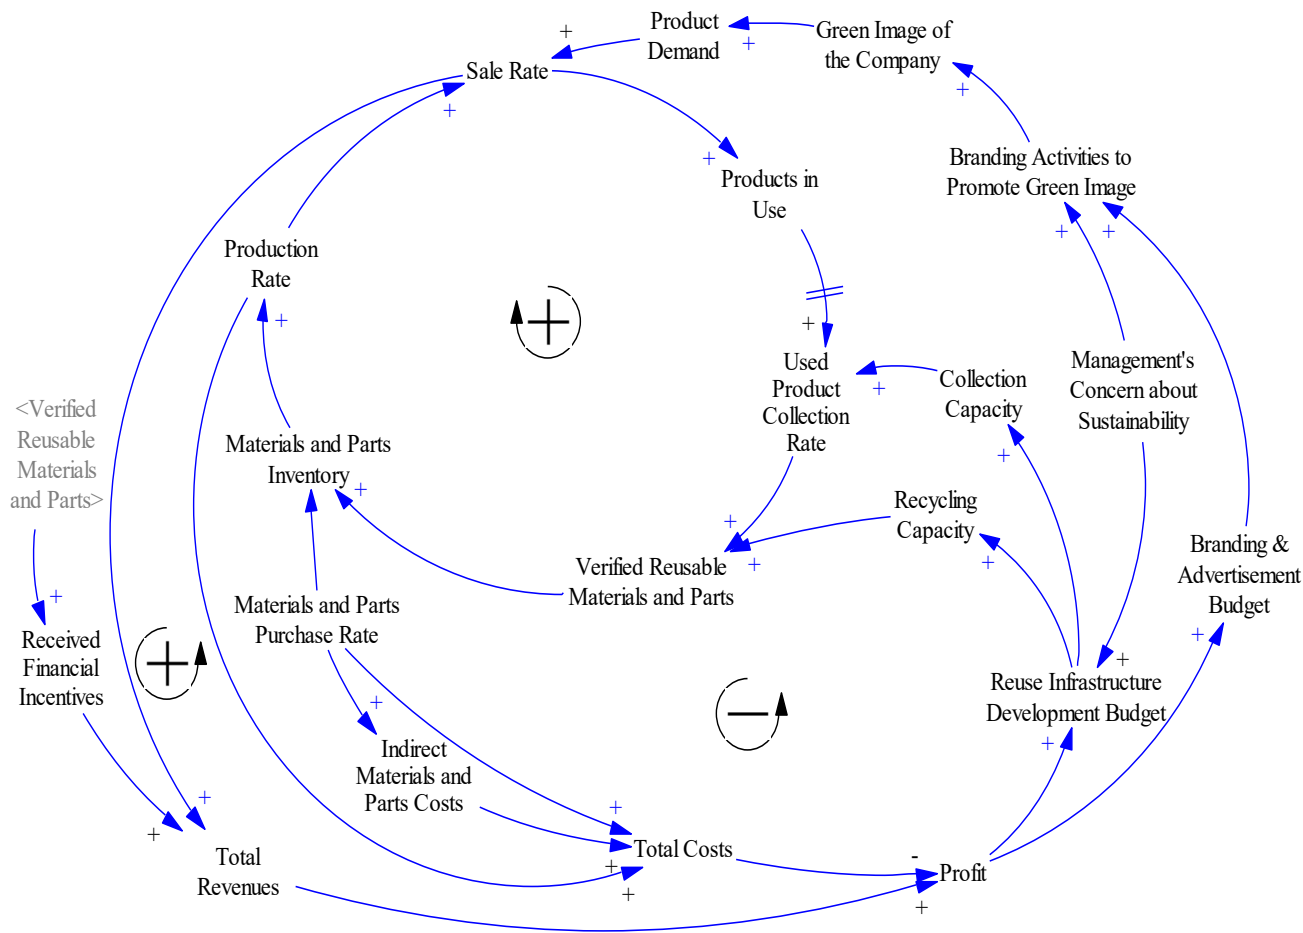 Product
Demand
Green Image of
the Company
Sale Rate
Branding Activities to
Promote Green Image
Products in
Use
Production
Rate
Used
Product
Collection
Rate
Collection
Capacity
Management's
Concern about
Sustainability
<Verified
Reusable
Materials
and Parts>
Materials and Parts
Inventory
Recycling
Capacity
Verified Reusable
Materials and Parts
Branding &
Advertisement
Budget
Materials and Parts
Purchase Rate
Received
Financial
Incentives
Reuse Infrastructure
Development Budget
Indirect
Materials and
Parts Costs
Total Costs
Total
Revenues
Profit